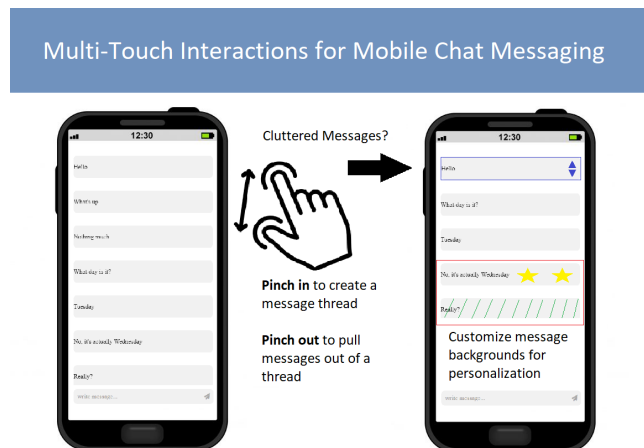 Multi-Touch Interactions for Mobile Chat Messaging
12:30
Hello
What's up
Nothing much
What day is it?
Tuesday
No, it's actually Wednesday
Really?
write message...
Cluttered Messages?
Pinch in to create a
message thread
Pinch out to pull
messages out of a
thread
12:30
Hello
What day is it?
Tuesday
No, it's actually Wednesday
Really?
Customize message
backgrounds for
personalization
write message...